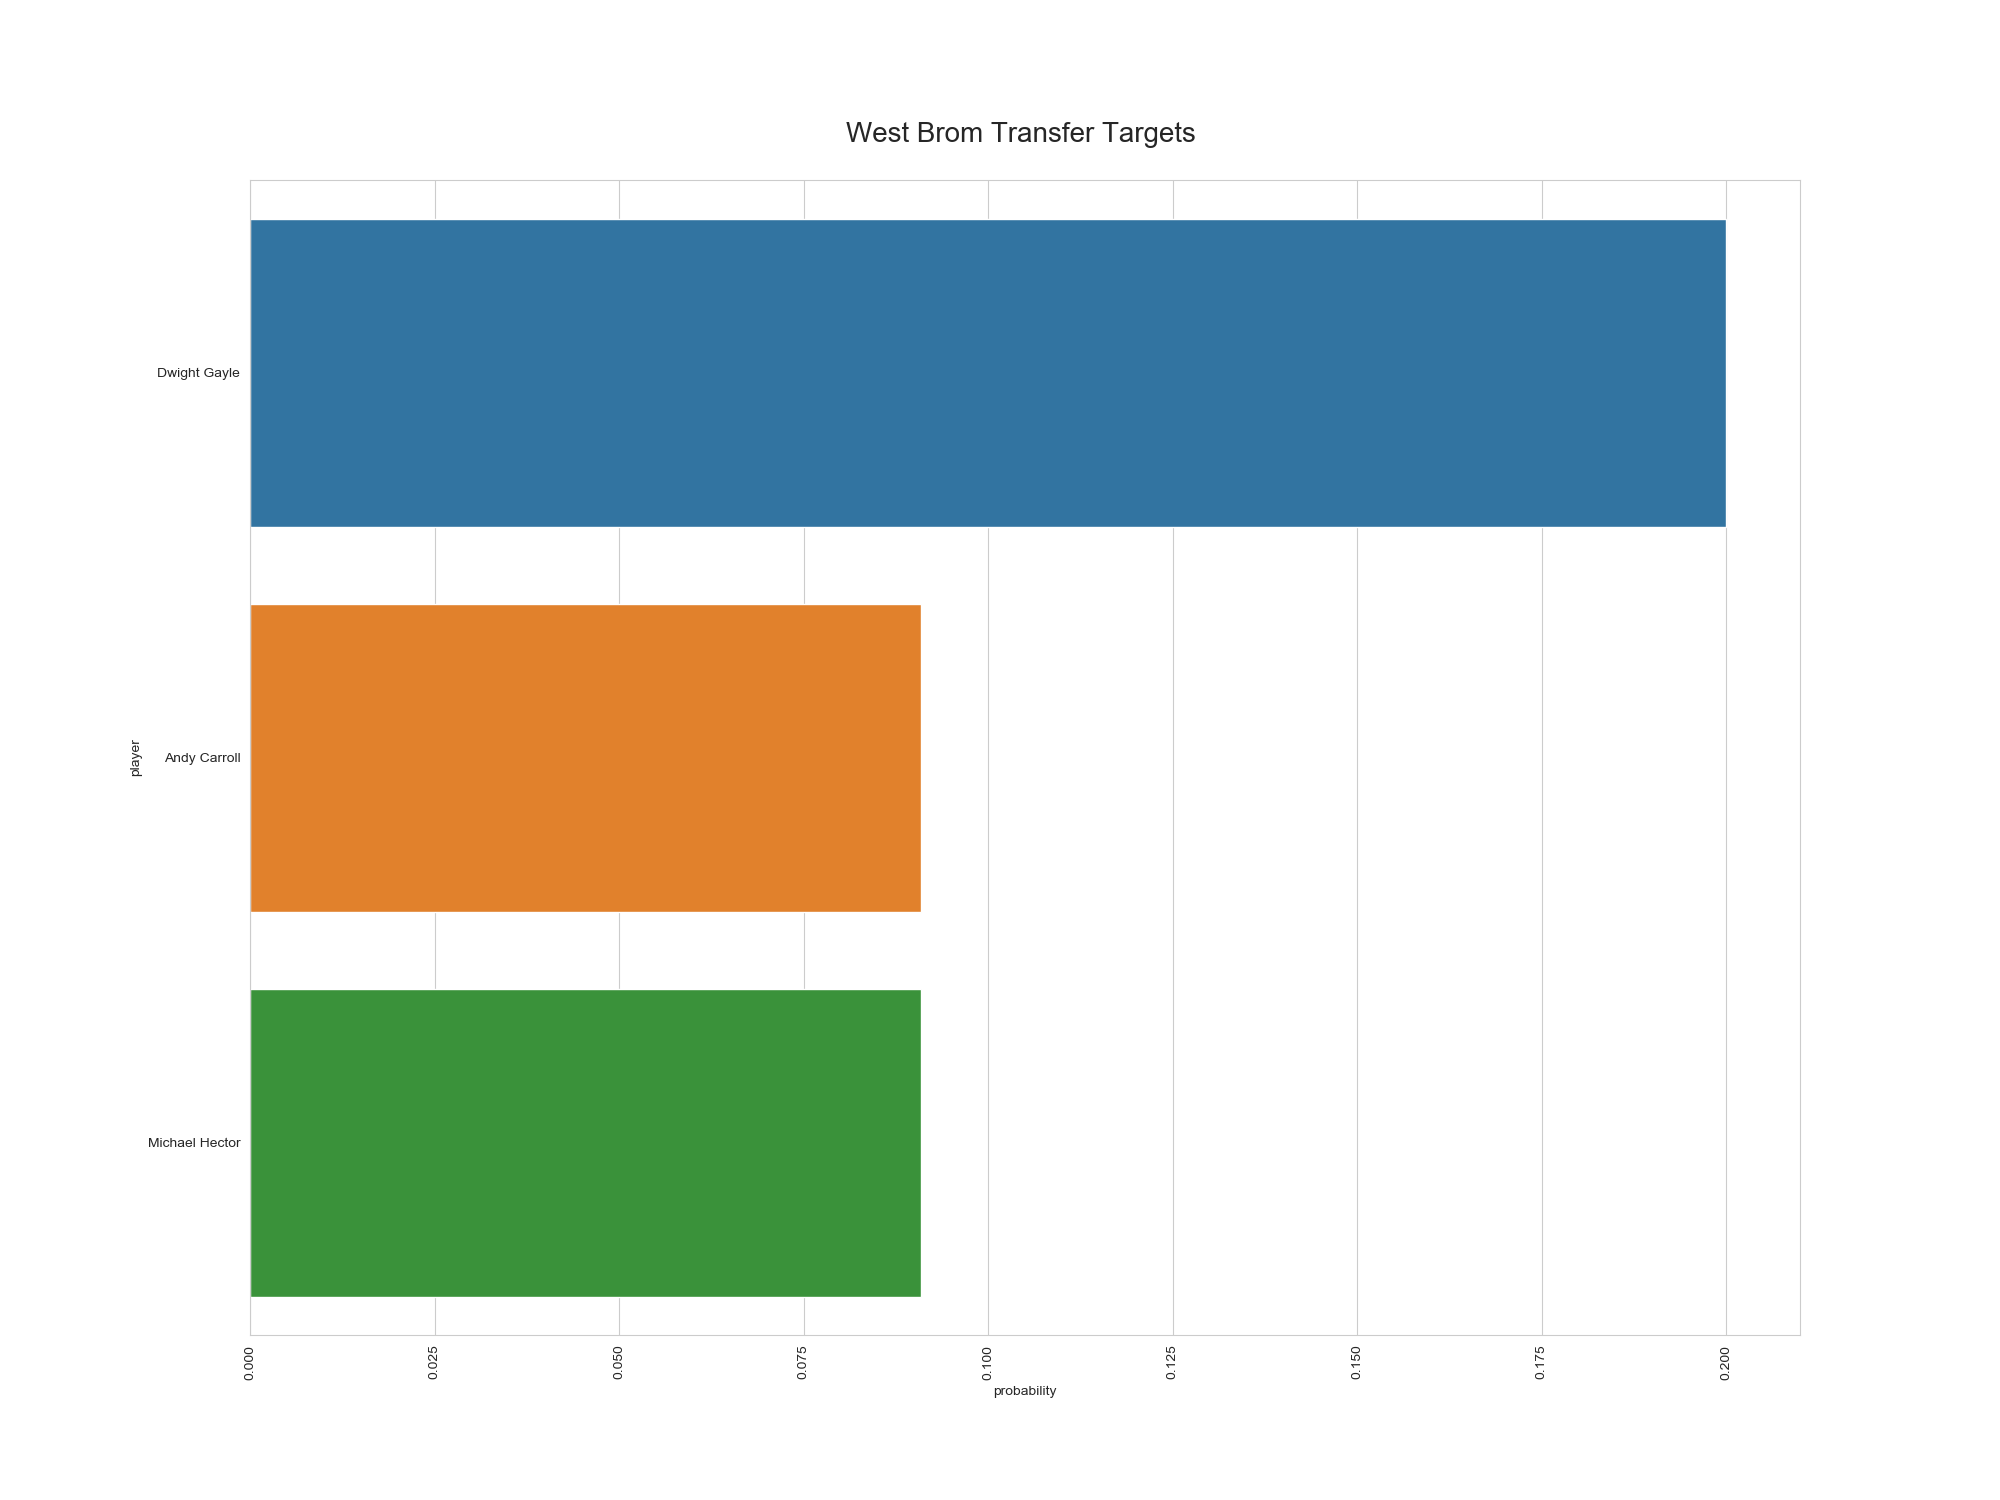 West Brom Transfer Targets
Dwight Gayle
Andy Carroll
Michael Hector
player
0.000
0.025
0.050
0.075
0.100
0.125
0.150
0.175
0.200
probability